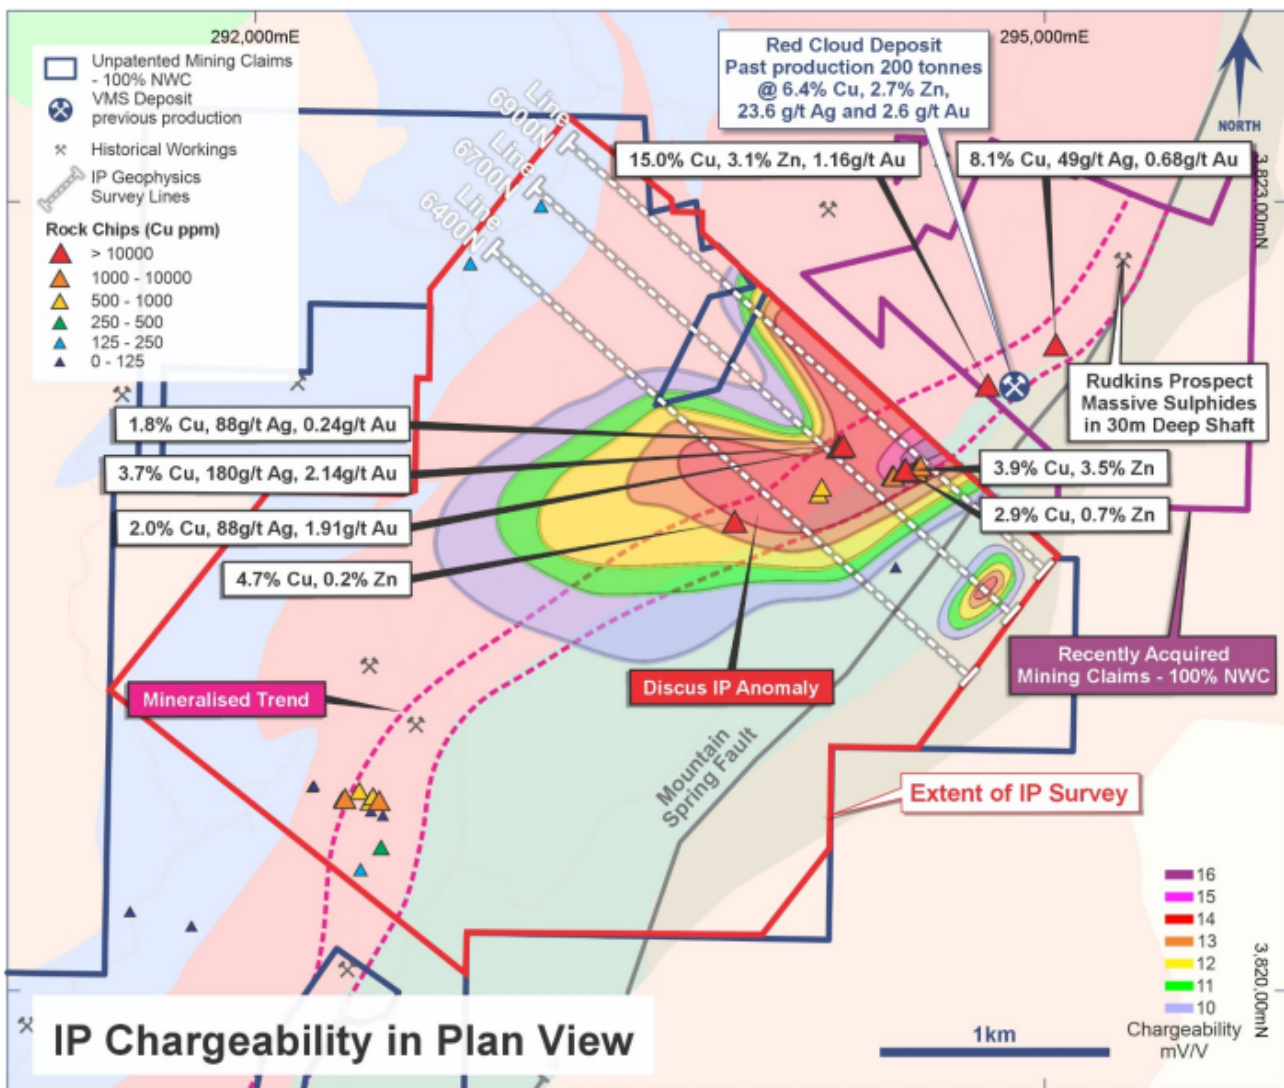 292,000mE
295,000mE
Unpatented Mining Claims
- 100% NWC
VMS Deposit
previous production
Historical Workings
IP Geophysics
Survey Lines
Rock Chips (Cu ppm)
> 10000
1000 - 10000
500 - 1000
250 - 500
125 - 250
0 - 125
Line
6900N
Line
6700N
Line
6400N
Red Cloud Deposit
Past production 200 tonnes
@ 6.4% Cu, 2.7% Zn,
23.6 g/t Ag and 2.6 g/t Au
NORTH
15.0% Cu, 3.1% Zn, 1.16g/t Au
8.1% Cu, 49g/t Ag, 0.68g/t Au
3,823,00mN
Rudkins Prospect
Massive Sulphides
in 30m Deep Shaft
1.8% Cu, 88g/t Ag, 0.24g/t Au
3.7% Cu, 180g/t Ag, 2.14g/t Au
2.0% Cu, 88g/t Ag, 1.91g/t Au
4.7% Cu, 0.2% Zn
3.9% Cu, 3.5% Zn
2.9% Cu, 0.7% Zn
Recently Acquired
Mining Claims - 100% NWC
Discus IP Anomaly
Mineralised Trend
Mountain
Spring Fault
Extent of IP Survey
16
15
14
13
12
11
10
Chargeability
mV/V
3,820,00mN
1km
IP Chargeability in Plan View